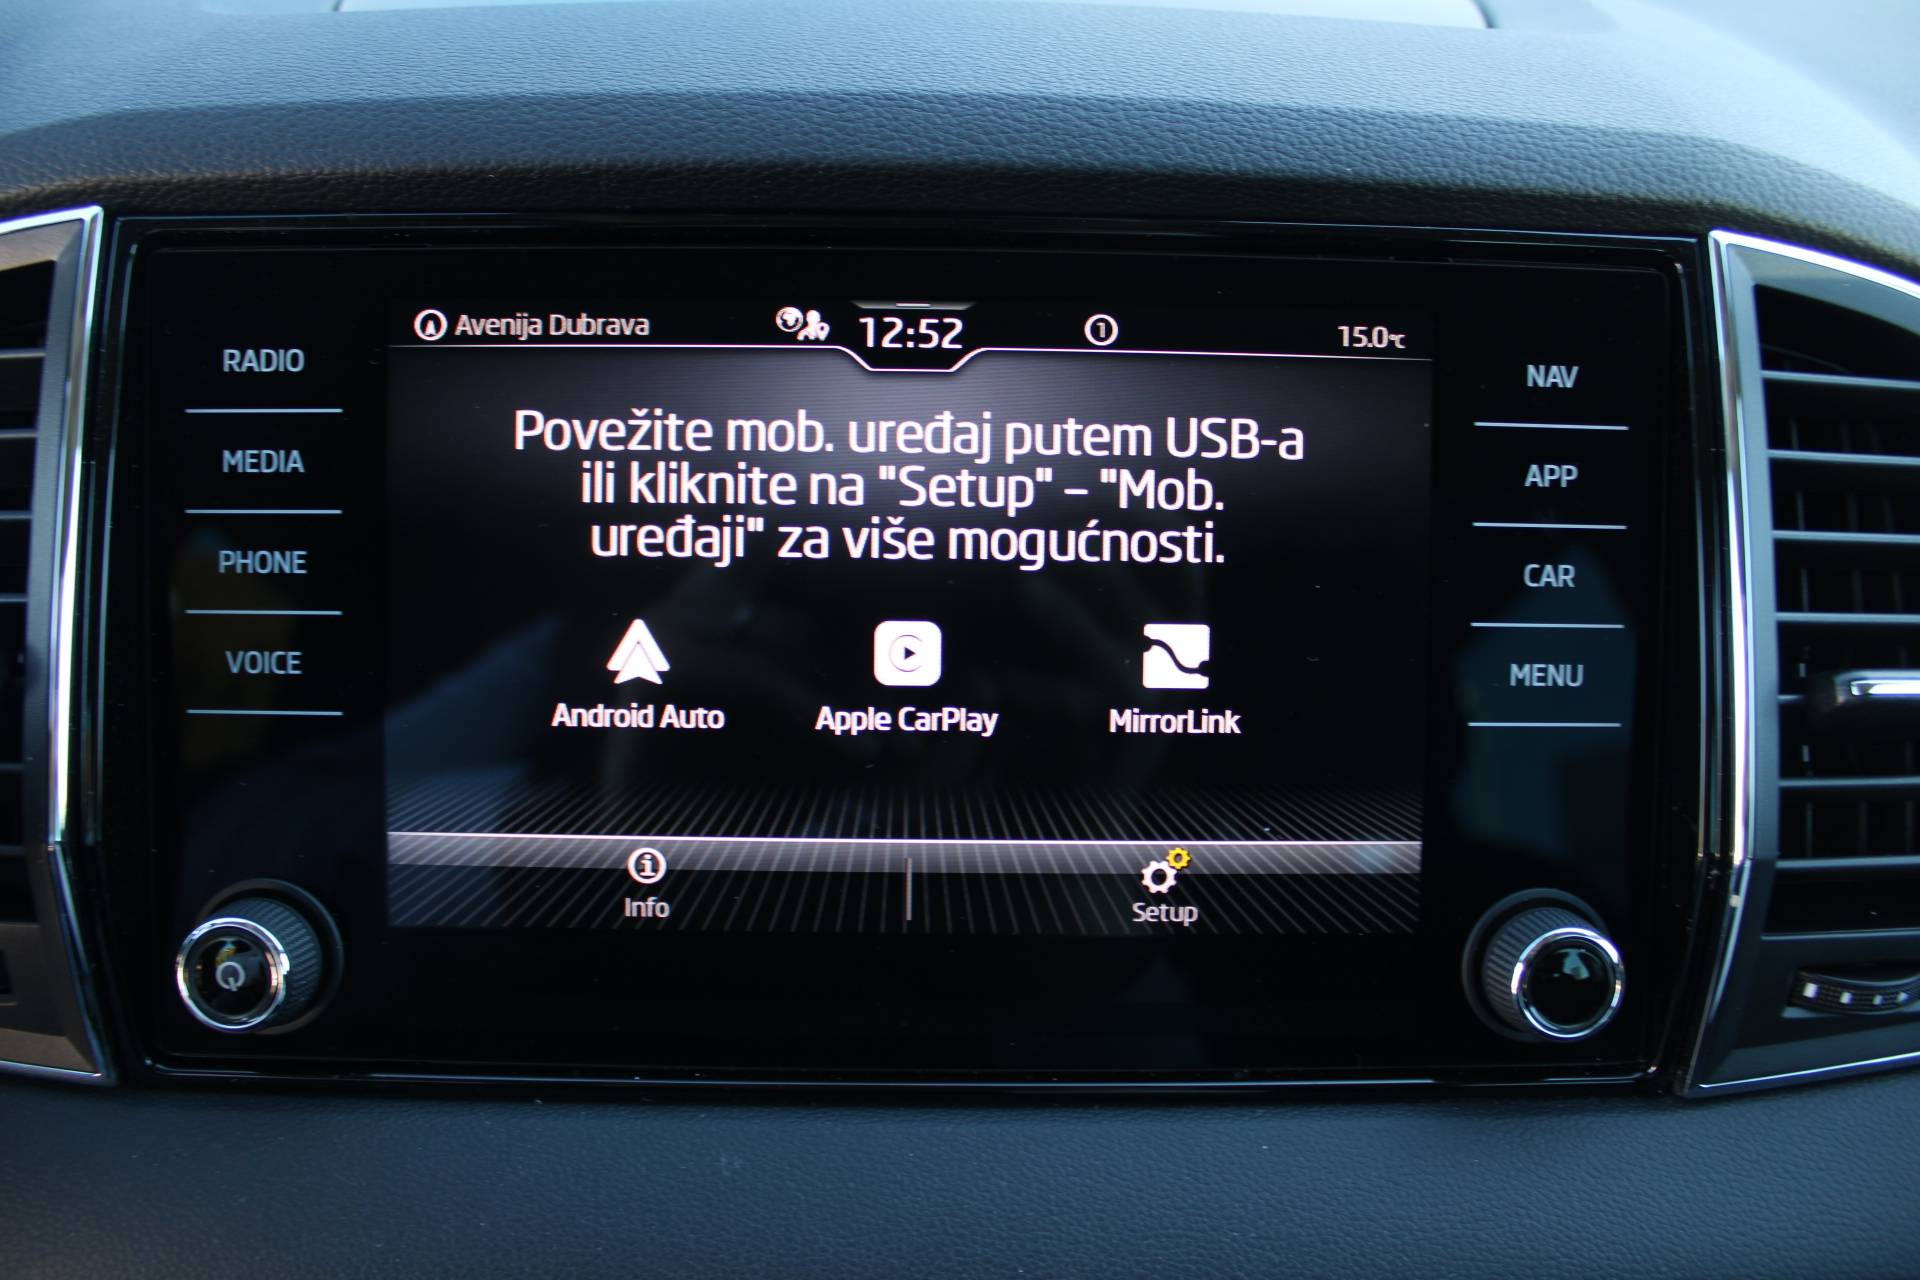 Avenija Dubrava
12:52
1
15.0°C
RADIO
MEDIA
PHONE
VOICE
NAV
APP
CAR
MENU
Povežite mob. uređaj putem USB-a
ili kliknite na "Setup" – "Mob.
uređaji" za više mogućnosti.
Android Auto
Apple CarPlay
MirrorLink
Info
Setup